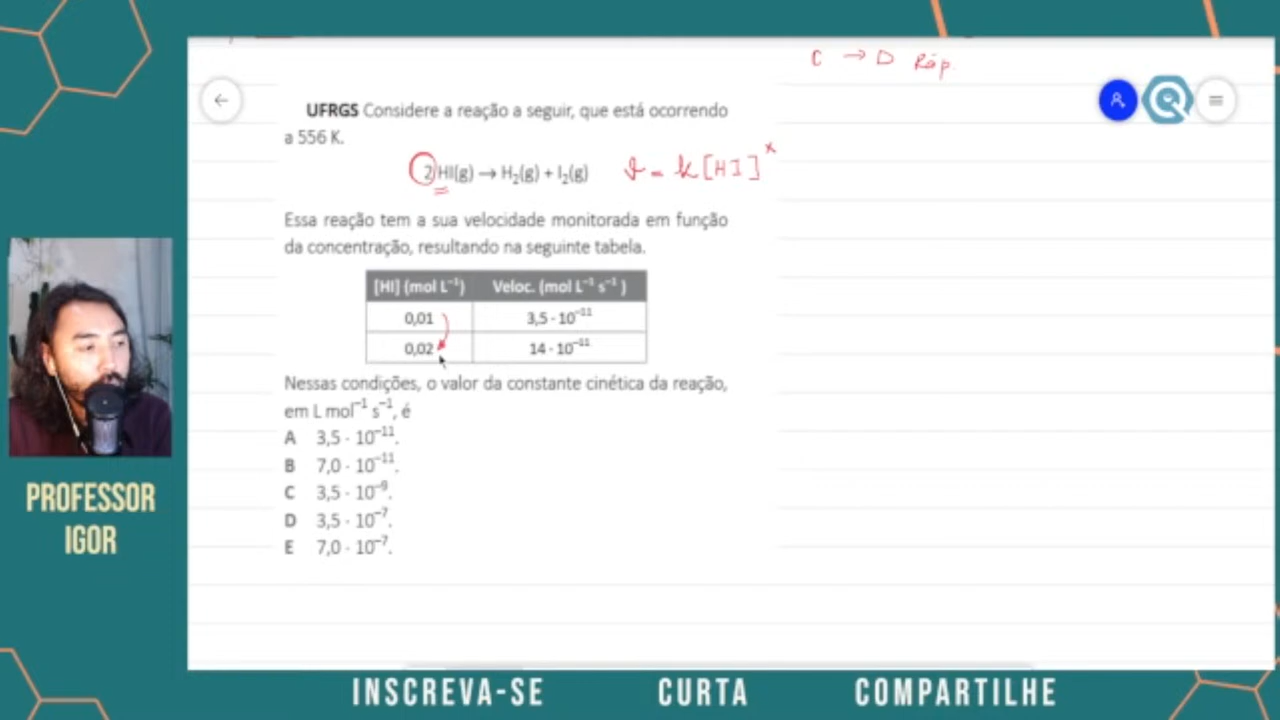 C → D Ráp.
UFRGS Considere a reação a seguir, que está ocorrendo
a 556 K.
2HI(g) → H₂(g) + I₂(g) v = k[HI]ˣ
Essa reação tem a sua velocidade monitorada em função
da concentração, resultando na seguinte tabela.
[HI] (mol L⁻¹) Veloc. (mol L⁻¹ s⁻¹ )
0,01 3,5 · 10⁻¹¹
0,02 14 · 10⁻¹¹
Nessas condições, o valor da constante cinética da reação,
em L mol⁻¹ s⁻¹, é
A 3,5 · 10⁻¹¹.
B 7,0 · 10⁻¹¹.
C 3,5 · 10⁻⁹.
D 3,5 · 10⁻⁷.
E 7,0 · 10⁻⁷.
PROFESSOR
IGOR
INSCREVA-SE CURTA COMPARTILHE